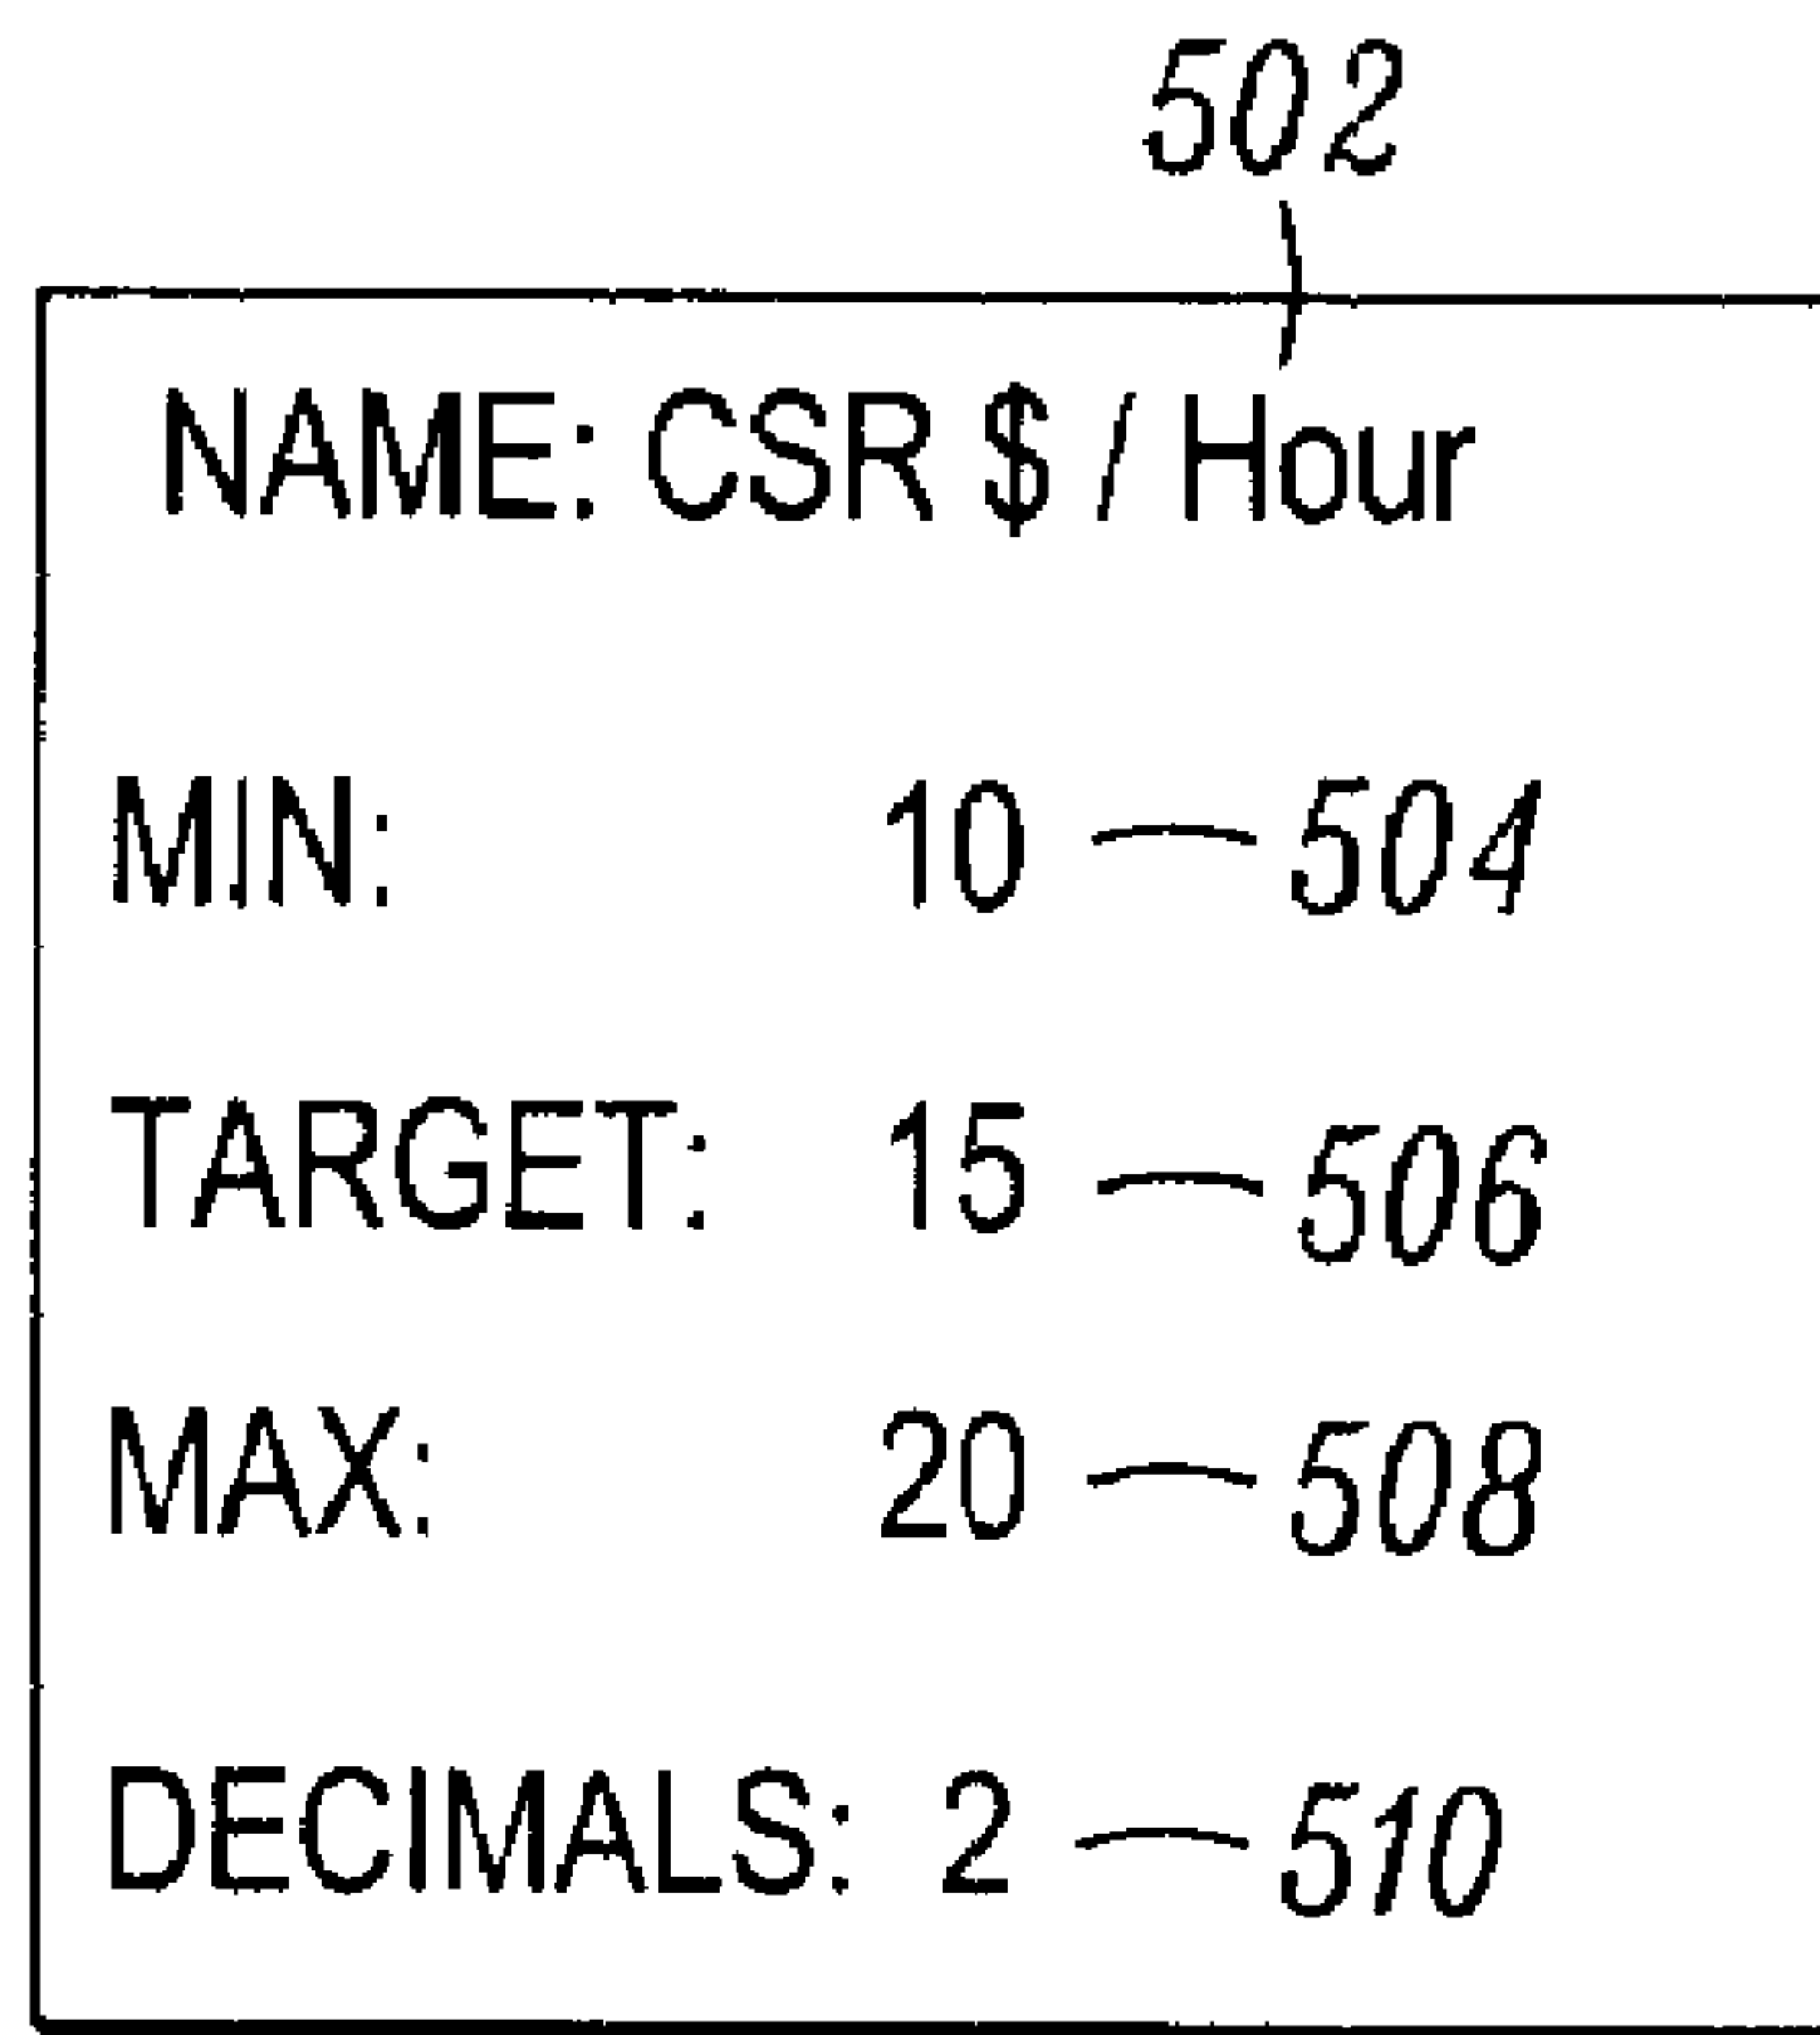 502
NAME: CSR $ / Hour
MIN: 10 504
TARGET: 15 506
MAX: 20 508
DECIMALS: 2 510